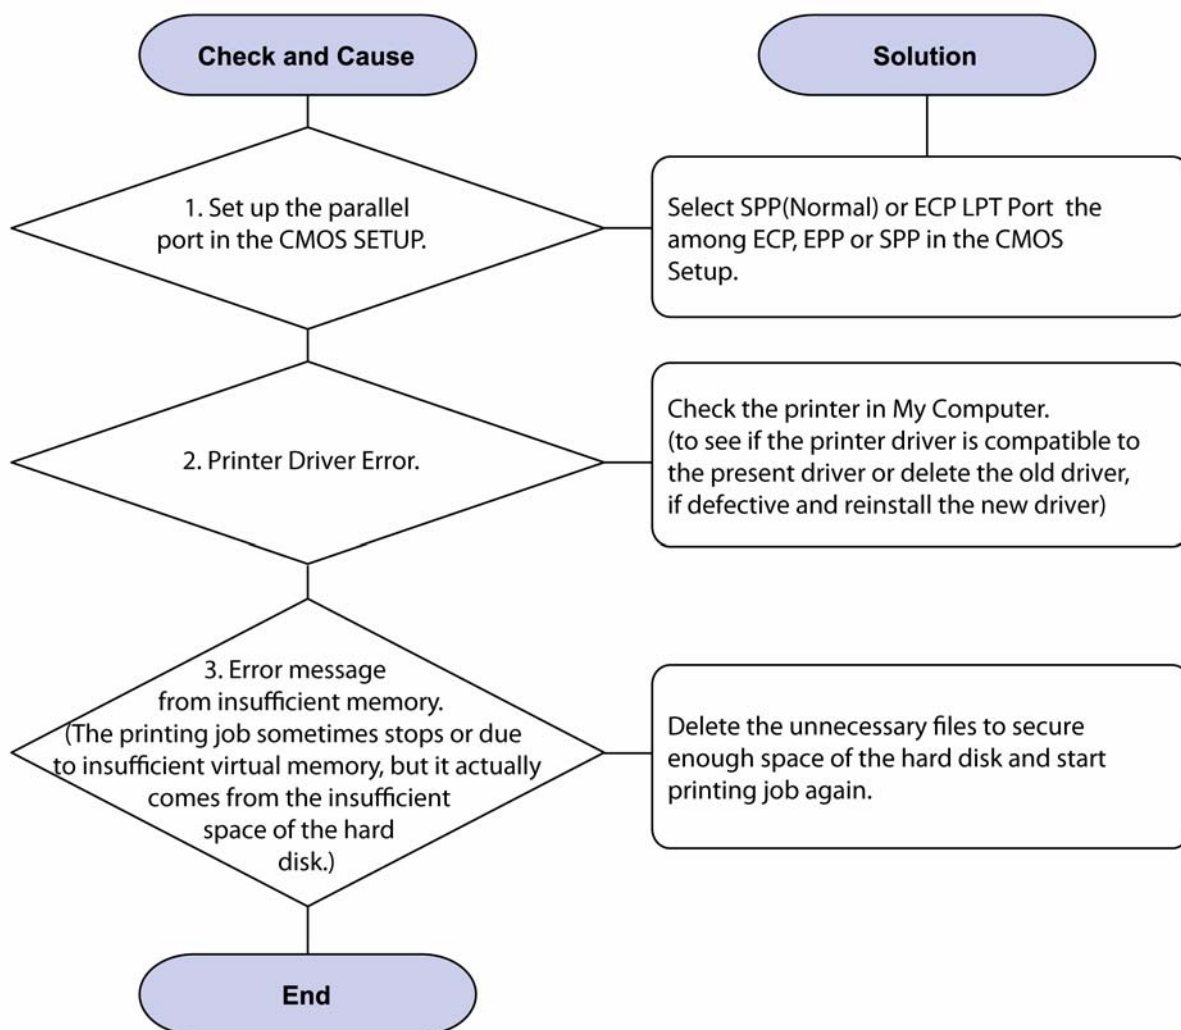 Check and Cause
Solution
1. Set up the parallel
port in the CMOS SETUP.
Select SPP(Normal) or ECP LPT Port the
among ECP, EPP or SPP in the CMOS
Setup.
2. Printer Driver Error.
Check the printer in My Computer.
(to see if the printer driver is compatible to
the present driver or delete the old driver,
if defective and reinstall the new driver)
3. Error message
from insufficient memory.
(The printing job sometimes stops or due
to insufficient virtual memory, but it actually
comes from the insufficient
space of the hard
disk.)
Delete the unnecessary files to secure
enough space of the hard disk and start
printing job again.
End